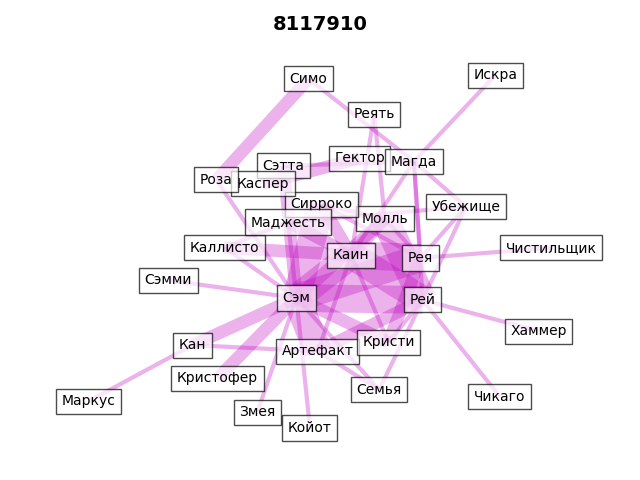 8117910
Симо
Искра
Реять
Гектор
Магда
Сэтта
Роза
Каспер
Сирроко
Убежище
Маджесть
Молль
Каллисто
Каин
Рея
Чистильщик
Сэмми
Сэм
Рей
Хаммер
Кан
Артефакт
Кристи
Кристофер
Семья
Чикаго
Маркус
Змея
Койот